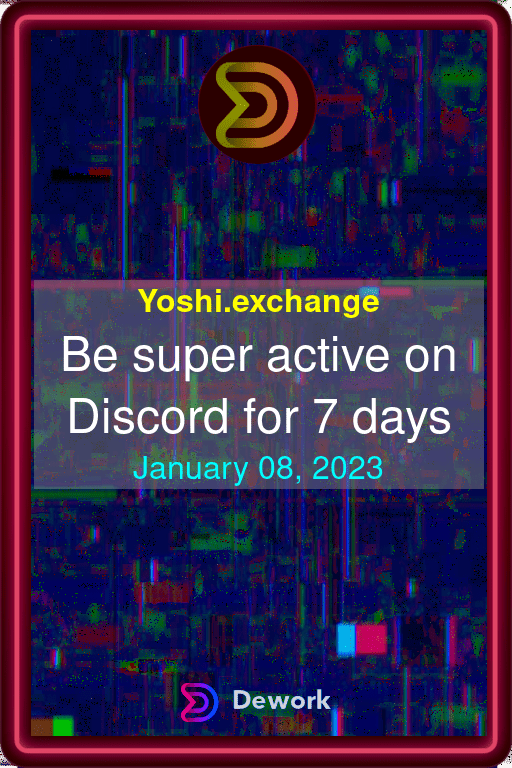 Yoshi.exchange
Be super active on
Discord for 7 days
January 08, 2023
Dework